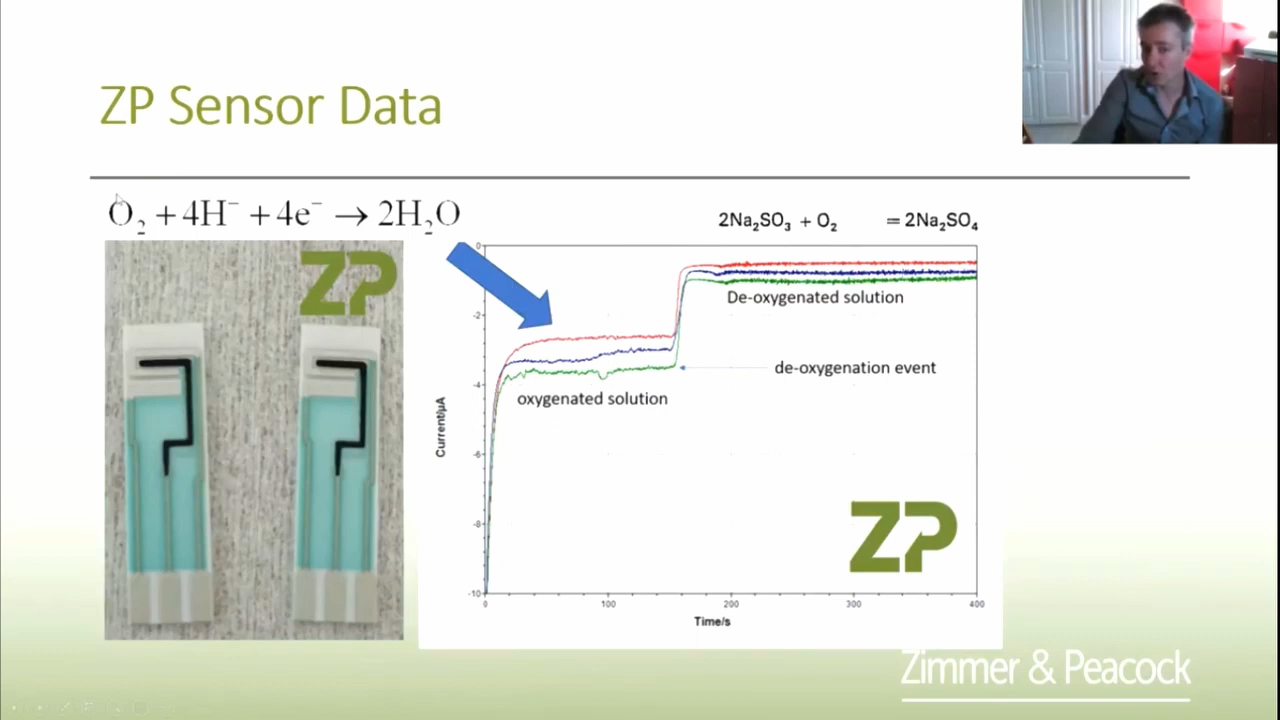 ZP Sensor Data
O₂ + 4H⁻ + 4e⁻ → 2H₂O
2Na₂SO₃ + O₂ = 2Na₂SO₄
ZP
0
-2
-4
-6
-8
-10
Current/µA
De-oxygenated solution
de-oxygenation event
oxygenated solution
ZP
0
100
200
300
400
Time/s
Zimmer & Peacock